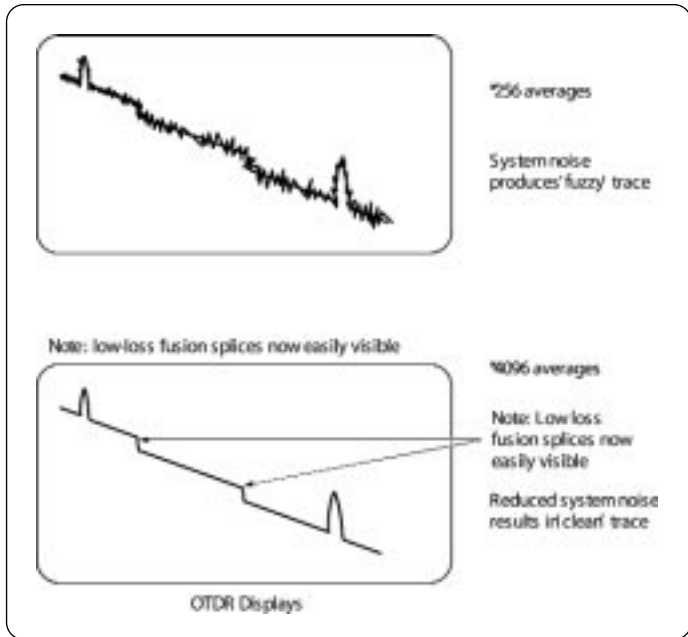 *256 averages
System noise
produces 'fuzzy' trace
Note: low-loss fusion splices now easily visible
*4096 averages
Note: Low loss
fusion splices now
easily visible
Reduced system noise
results in 'clean' trace
OTDR Displays